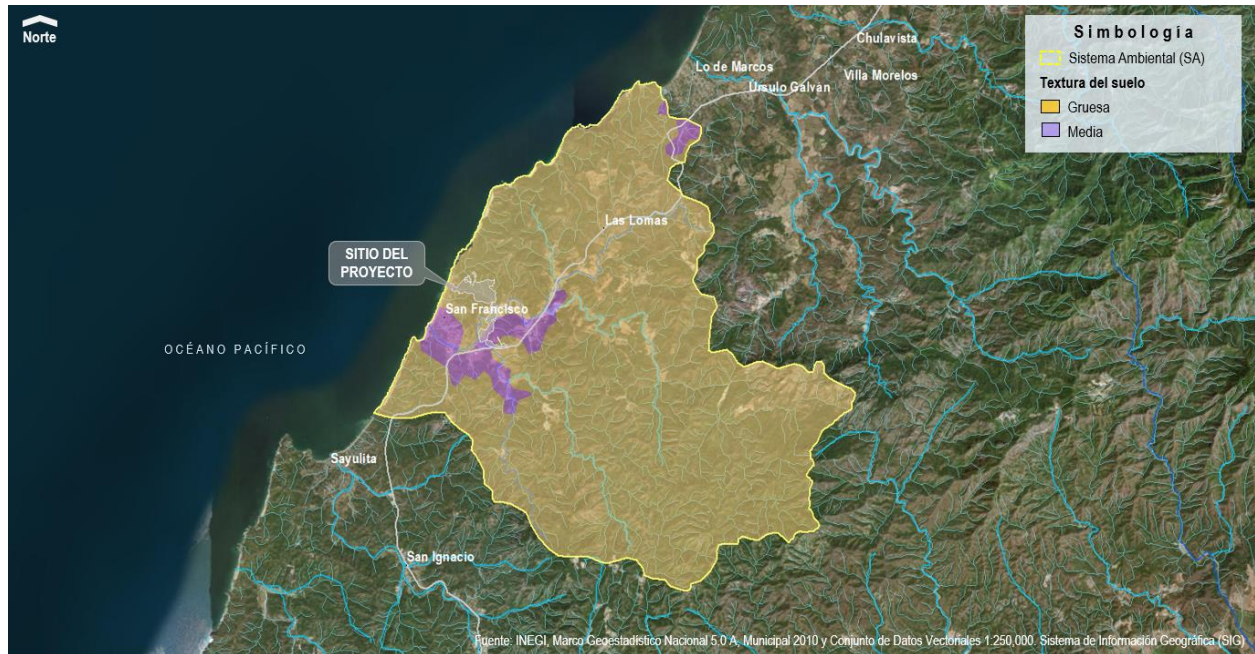 Norte
Simbología
Sistema Ambiental (SA)
Textura del suelo
Gruesa
Media
Chulavista
Lo de Marcos
Villa Morelos
Úrsulo Galván
Las Lomas
SITIO DEL
PROYECTO
San Francisco
OCÉANO PACÍFICO
Sayulita
San Ignacio
Fuente: INEGI, Marco Geoestadístico Nacional 5.0 A, Municipal 2010 y Conjunto de Datos Vectoriales 1:250,000. Sistema de Información Geográfica (SIG)